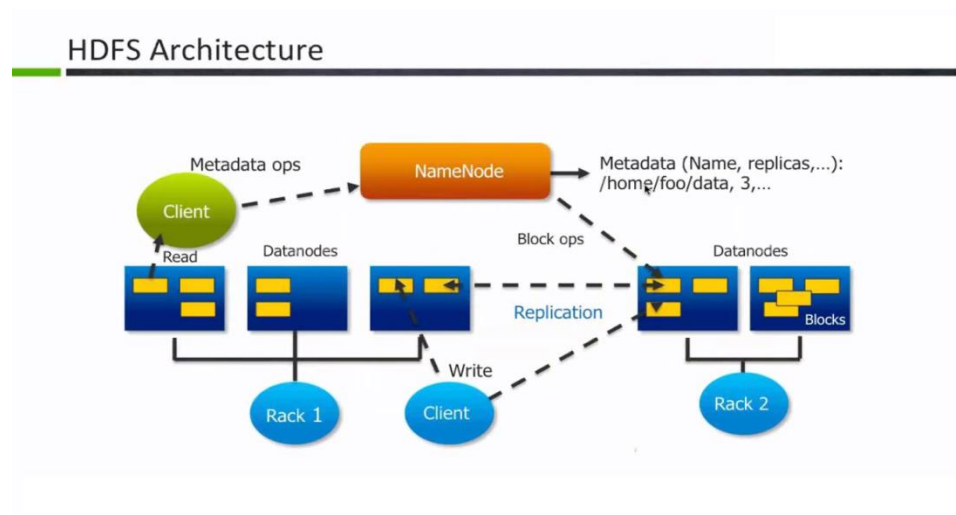 HDFS Architecture
Metadata ops
NameNode
Metadata (Name, replicas,...):
/home/foo/data, 3,...
Client
Read
Datanodes
Block ops
Datanodes
Replication
Blocks
Write
Rack 1
Client
Rack 2